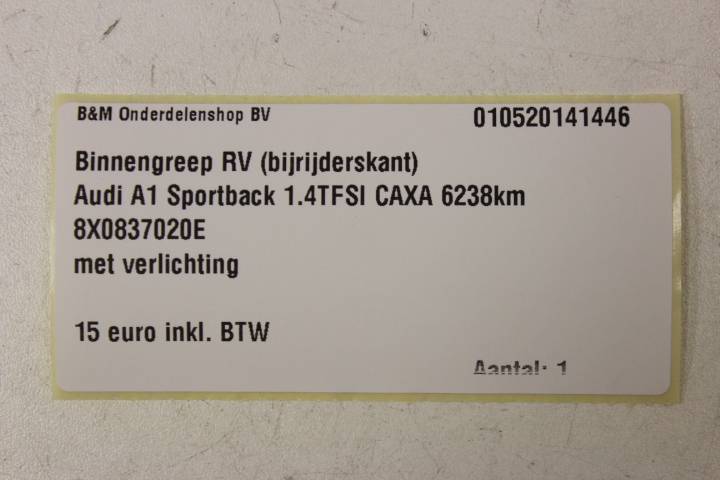 B&M Onderdelenshop BV 010520141446
Binnengreep RV (bijrijderskant)
Audi A1 Sportback 1.4TFSI CAXA 6238km
8X0837020E
met verlichting
15 euro inkl. BTW
Aantal: 1